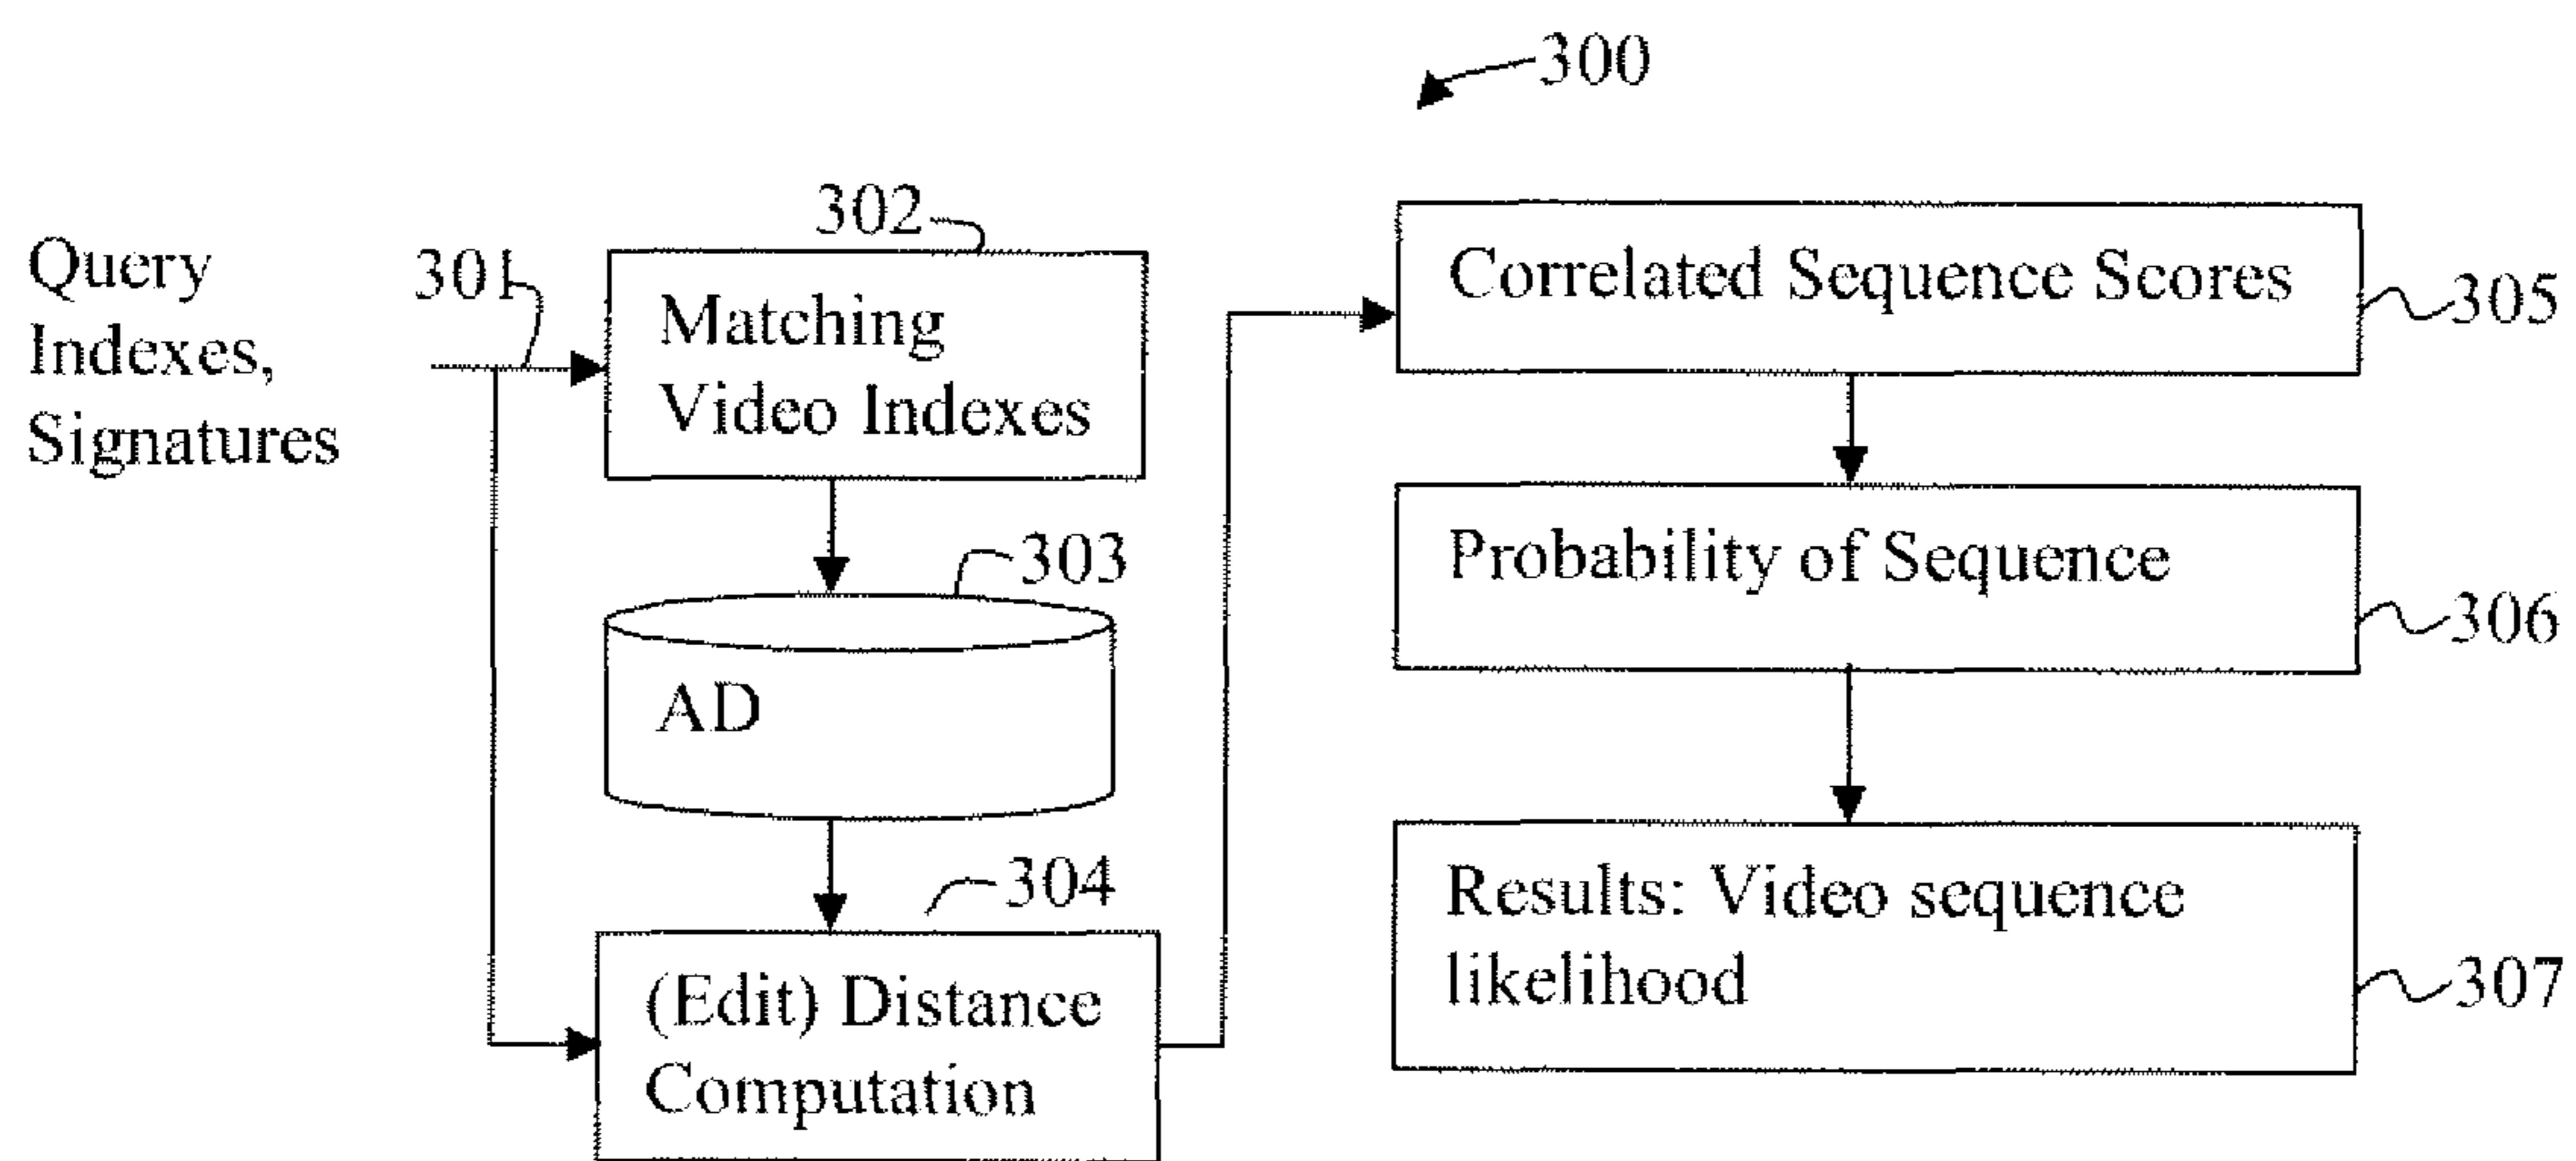 300
Query
Indexes,
Signatures
301
302
Matching
Video Indexes
303
AD
304
(Edit) Distance
Computation
Correlated Sequence Scores
305
Probability of Sequence
306
Results: Video sequence
likelihood
307